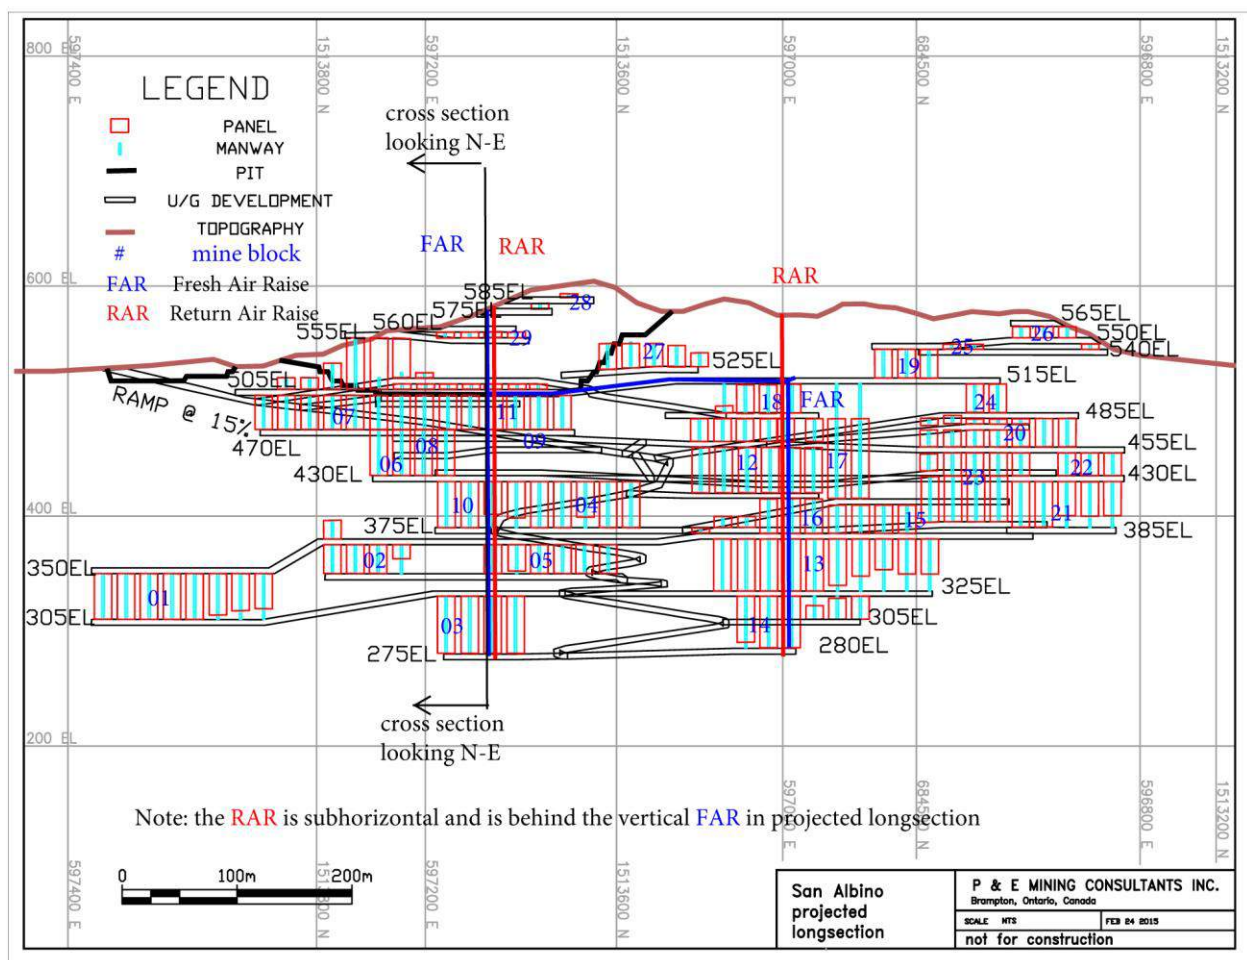 597400 E
1513800 N
597200 E
1513600 N
597000 E
684500 N
596800 E
1513200 N
800 EL
LEGEND
PANEL
MANWAY
PIT
U/G DEVELOPMENT
TOPOGRAPHY
# mine block
FAR Fresh Air Raise
RAR Return Air Raise
cross section
looking N-E
FAR
RAR
RAR
600 EL
585EL
28
575EL
560EL
555EL
29
565EL
26
550EL
25
540EL
27
525EL
19
505EL
515EL
RAMP @ 15%
07
11
18
FAR
24
485EL
470EL
08
09
20
455EL
06
12
17
22
430EL
23
430EL
10
04
400 EL
16
15
21
375EL
385EL
02
05
13
350EL
01
325EL
305EL
03
14
305EL
275EL
280EL
cross section
looking N-E
200 EL
Note: the RAR is subhorizontal and is behind the vertical FAR in projected longsection
0 100m 200m
597400 E
1513800 N
597200 E
1513600 N
597000 E
684500 N
596800 E
1513200 N
San Albino
projected
longsection
P & E MINING CONSULTANTS INC.
Brampton, Ontario, Canada
SCALE NTS
FEB 24 2015
not for construction